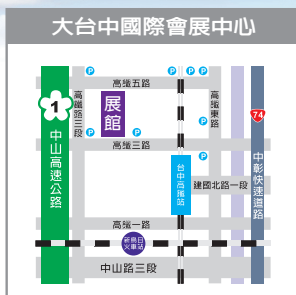 大台中國際會展中心
P
P P P
高鐵五路
1
高鐵路三段
展館
高鐵東路
74
P P
高鐵三路
P
中山高速公路
台中高鐵站
建國北路一段
中彰快速道路
高鐵一路
新烏日火車站
中山路三段